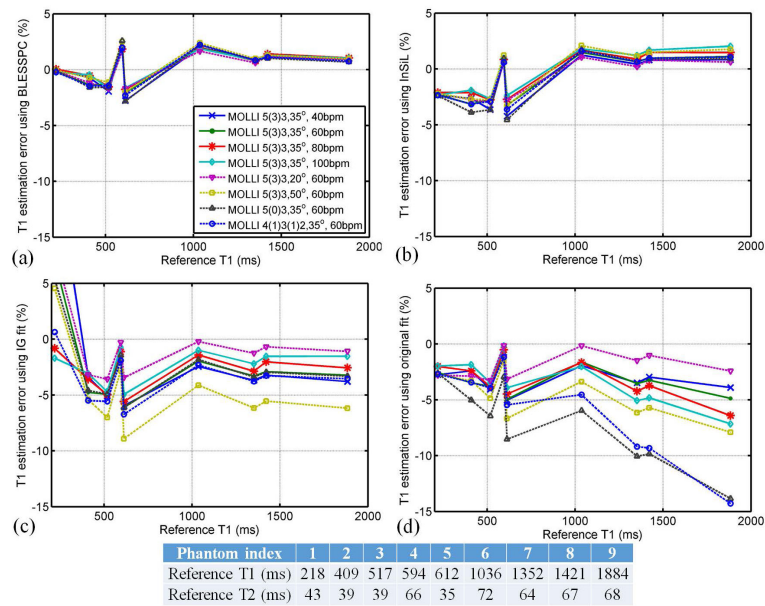 5
0
-5
-10
-15
500
1000
1500
2000
T1 estimation error using BLESSPC (%)
Reference T1 (ms)
(a)
MOLLI 5(3)3,35°, 40bpm
MOLLI 5(3)3,35°, 60bpm
MOLLI 5(3)3,35°, 80bpm
MOLLI 5(3)3,35°, 100bpm
MOLLI 5(3)3,20°, 60bpm
MOLLI 5(3)3,50°, 60bpm
MOLLI 5(0)3,35°, 60bpm
MOLLI 4(1)3(1)2,35°, 60bpm
5
0
-5
-10
-15
500
1000
1500
2000
T1 estimation error using InSiL (%)
Reference T1 (ms)
(b)
5
0
-5
-10
-15
500
1000
1500
2000
T1 estimation error using IG fit (%)
Reference T1 (ms)
(c)
5
0
-5
-10
-15
500
1000
1500
2000
T1 estimation error using original fit (%)
Reference T1 (ms)
(d)
Phantom index 1 2 3 4 5 6 7 8 9
Reference T1 (ms) 218 409 517 594 612 1036 1352 1421 1884
Reference T2 (ms) 43 39 39 66 35 72 64 67 68